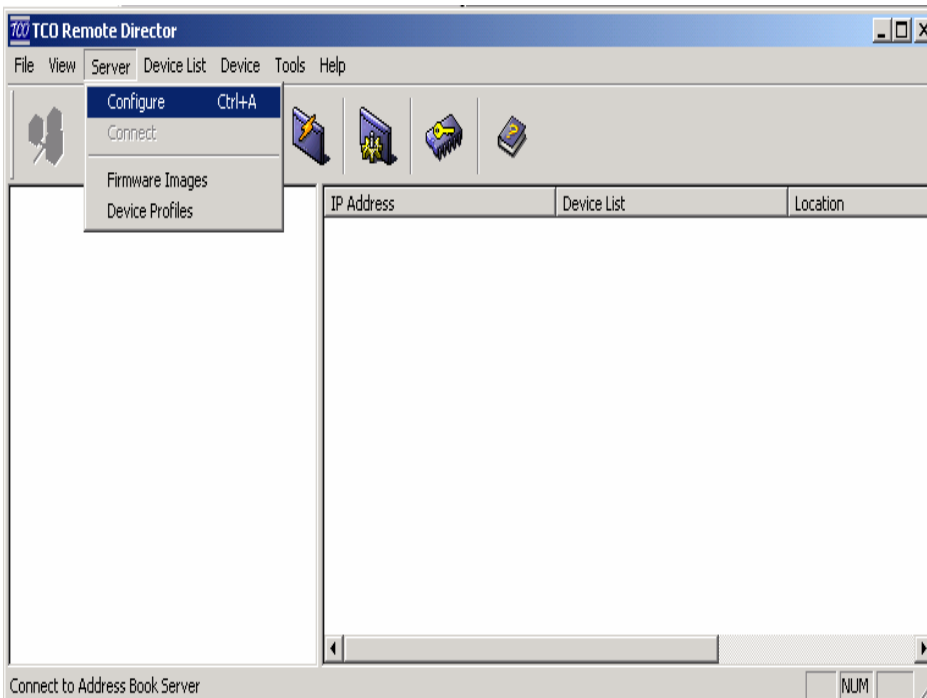 TCO TCO Remote Director
File View Server Device List Device Tools Help
Configure Ctrl+A
Connect
Firmware Images
Device Profiles
IP Address Device List Location
Connect to Address Book Server NUM